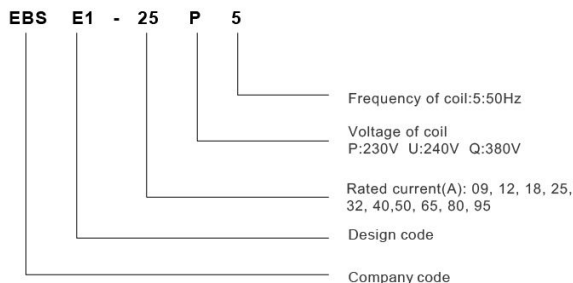 EBS E1 - 25 P 5
Frequency of coil:5:50Hz
Voltage of coil
P:230V U:240V Q:380V
Rated current(A): 09, 12, 18, 25,
32, 40,50, 65, 80, 95
Design code
Company code